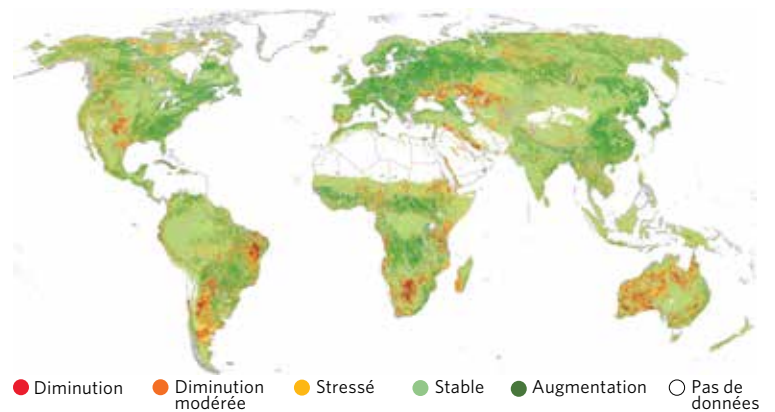 Diminution
Diminution
modérée
Stressé
Stable
Augmentation
Pas de
données